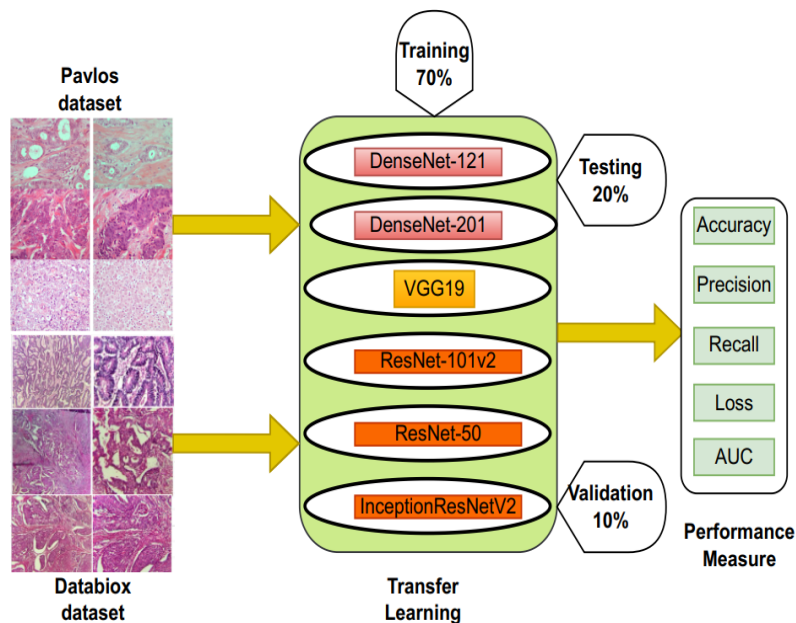 Training
70%
Pavlos
dataset
DenseNet-121
Testing
20%
DenseNet-201
Accuracy
VGG19
Precision
ResNet-101v2
Recall
ResNet-50
Loss
AUC
InceptionResNetV2
Validation
10%
Performance
Measure
Databiox
dataset
Transfer
Learning